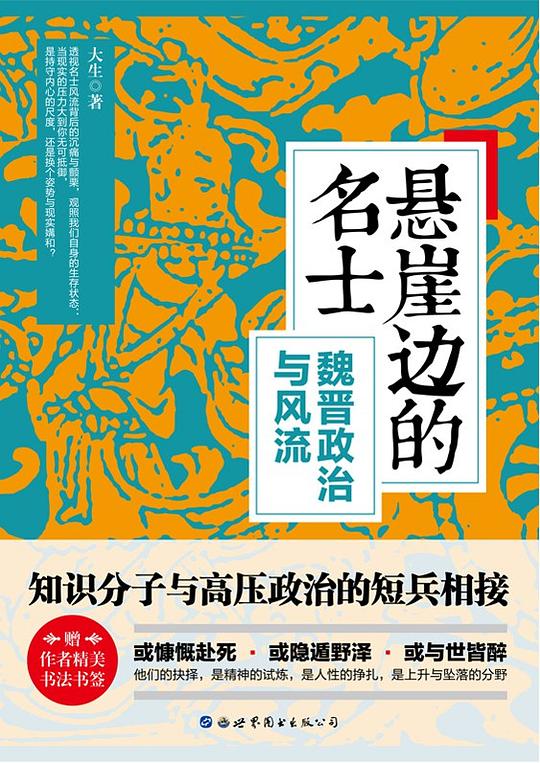 大生◎著
透视名士风流背后的沉痛与颤栗，观照我们自身的生存状态：
当现实的压力大到你无可抵御，
是持守内心的尺度，还是换个姿势与现实媾和？
悬崖边的
名士
魏晋政治
与风流
知识分子与高压政治的短兵相接
赠
作者精美
书法书签
或慷慨赴死·或隐遁野泽·或与世皆醉
他们的抉择，是精神的试炼，是人性的挣扎，是上升与坠落的分野
世界图书出版公司